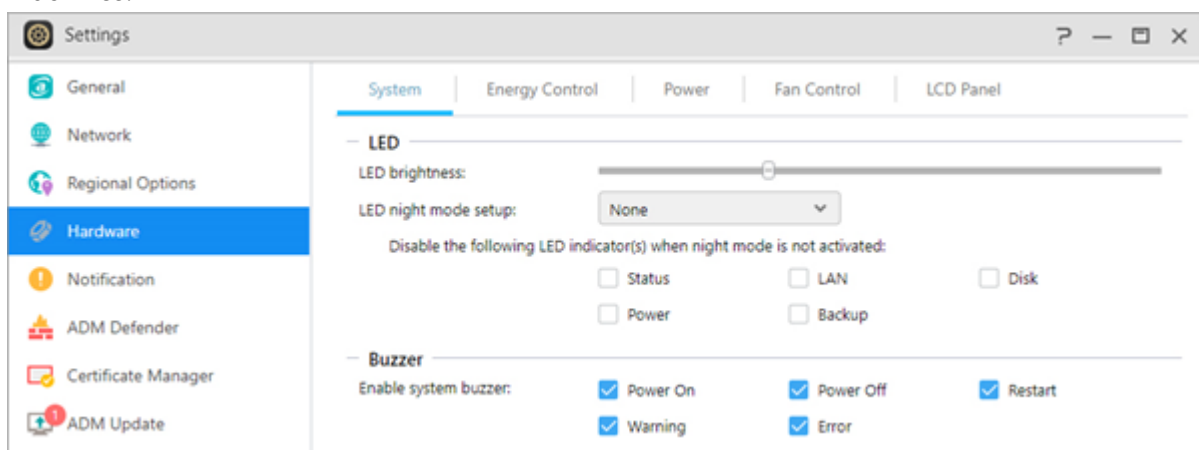 Settings
General
Network
Regional Options
Hardware
Notification
ADM Defender
Certificate Manager
1
ADM Update
System Energy Control Power Fan Control LCD Panel
LED
LED brightness:
LED night mode setup: None
Disable the following LED indicator(s) when night mode is not activated:
Status LAN Disk
Power Backup
Buzzer
Enable system buzzer: Power On Power Off Restart
Warning Error